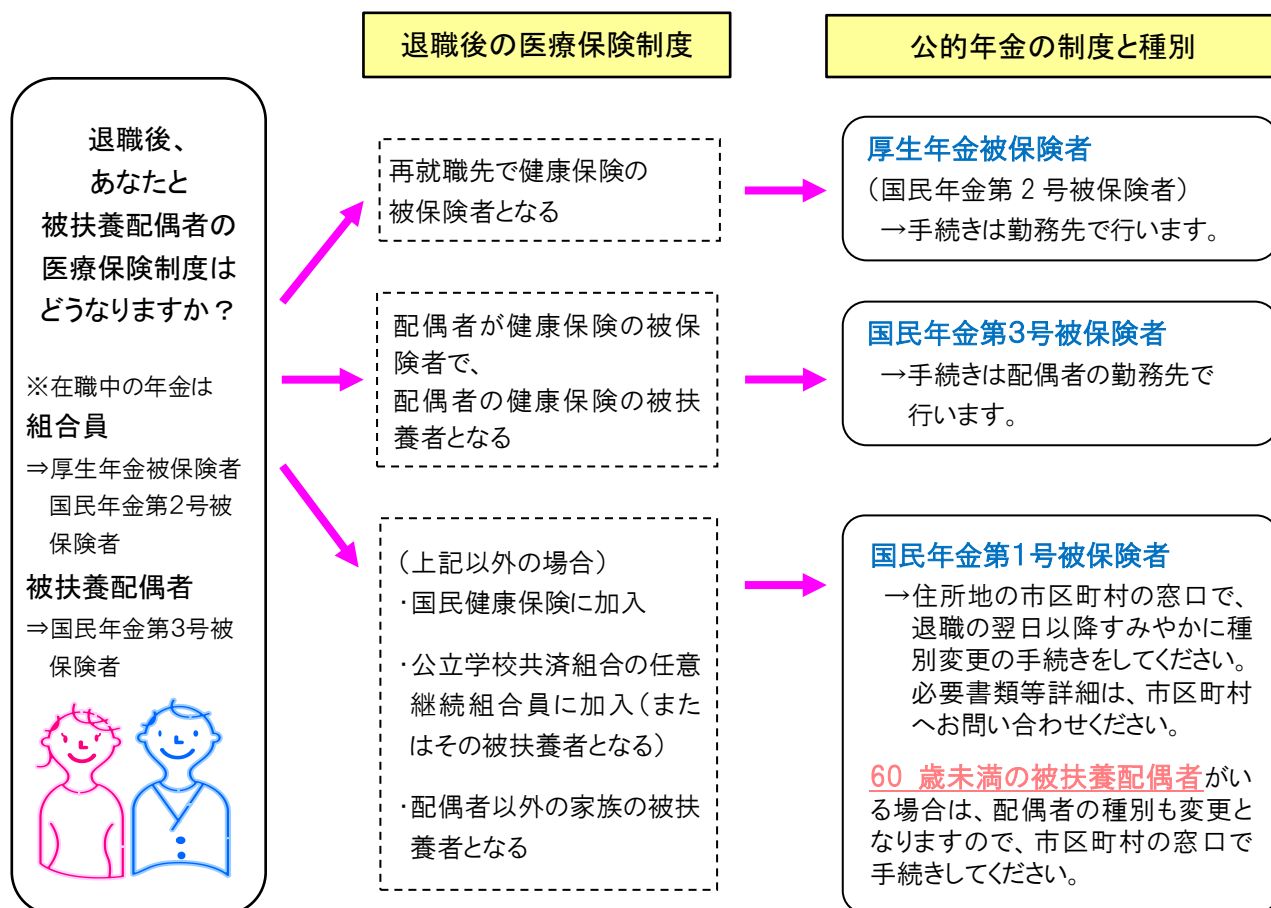 退職後の医療保険制度
公的年金の制度と種別
退職後、
あなたと
被扶養配偶者の
医療保険制度は
どうなりますか？
※在職中の年金は
組合員
⇒厚生年金被保険者
国民年金第２号被
保険者
被扶養配偶者
⇒国民年金第３号被
保険者
再就職先で健康保険の
被保険者となる
厚生年金被保険者
（国民年金第 2 号被保険者）
→手続きは勤務先で行います。
配偶者が健康保険の被保
険者で、
配偶者の健康保険の被扶
養者となる
国民年金第３号被保険者
→手続きは配偶者の勤務先で
行います。
（上記以外の場合）
・国民健康保険に加入
・公立学校共済組合の任意
継続組合員に加入（また
はその被扶養者となる）
・配偶者以外の家族の被扶
養者となる
国民年金第１号被保険者
→住所地の市区町村の窓口で、
退職の翌日以降すみやかに種
別変更の手続きをしてください。
必要書類等詳細は、市区町村
へお問い合わせください。
60 歳未満の被扶養配偶者がい
る場合は、配偶者の種別も変更と
なりますので、市区町村の窓口で
手続きしてください。